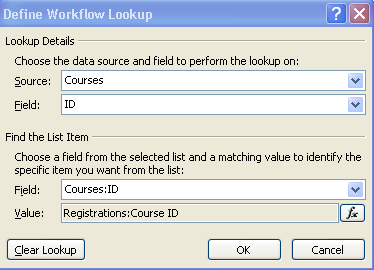 Define Workflow Lookup
Lookup Details
Choose the data source and field to perform the lookup on:
Source: Courses
Field: ID
Find the List Item
Choose a field from the selected list and a matching value to identify the
specific item you want from the list:
Field: Courses:ID
Value: Registrations:Course ID fx
Clear Lookup OK Cancel